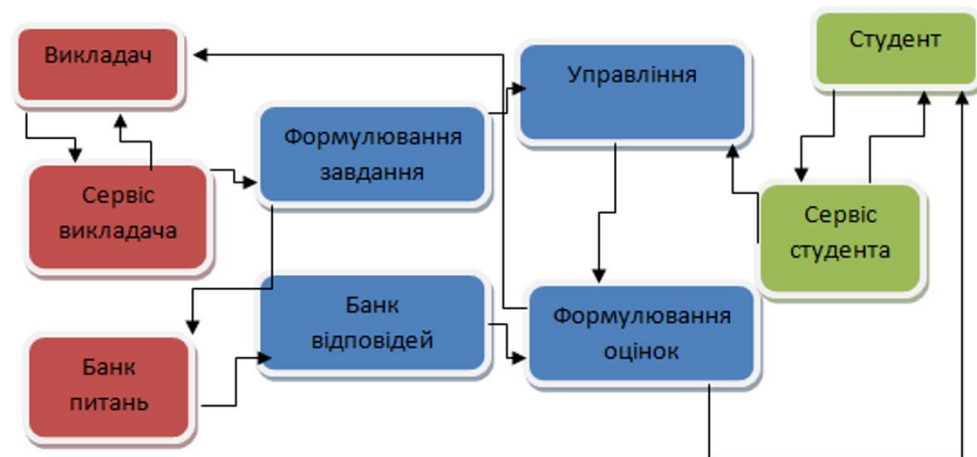 Викладач
Сервіс
викладача
Банк
питань
Формулювання
завдання
Банк
відповідей
Управління
Формулювання
оцінок
Студент
Сервіс
студента